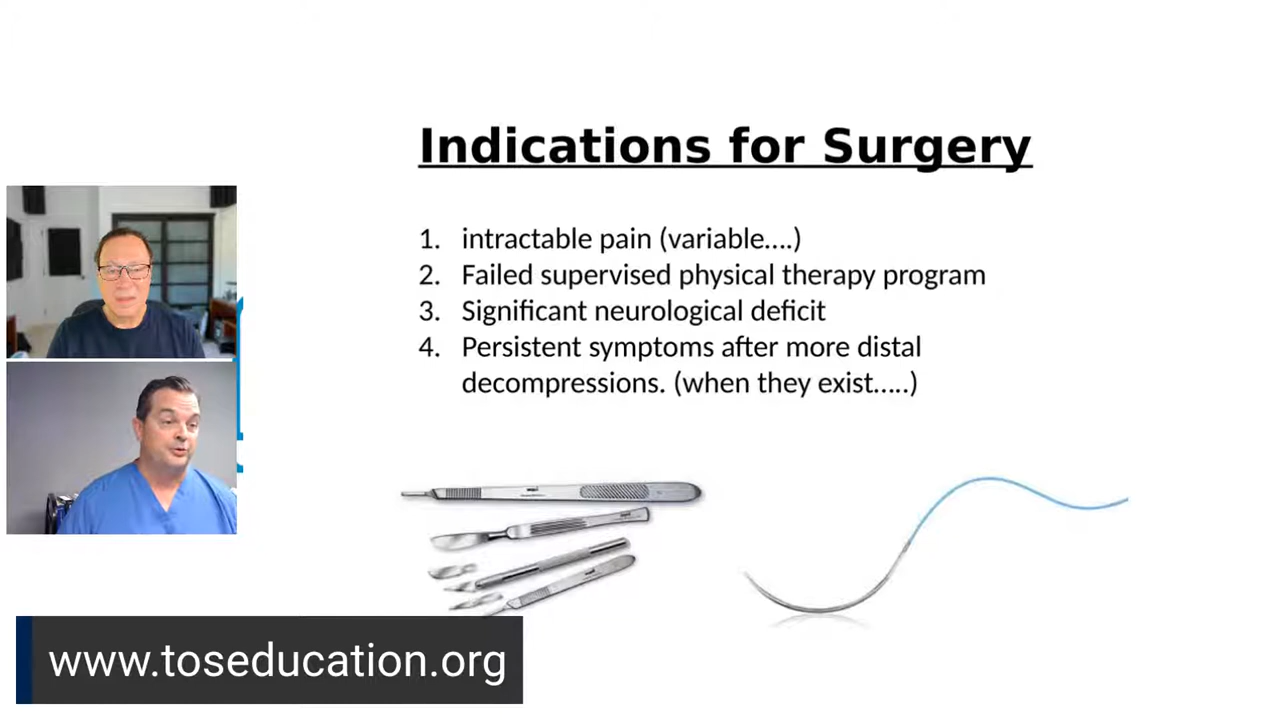 Indications for Surgery
1. intractable pain (variable....)
2. Failed supervised physical therapy program
3. Significant neurological deficit
4. Persistent symptoms after more distal
decompressions. (when they exist.....)
www.toseducation.org